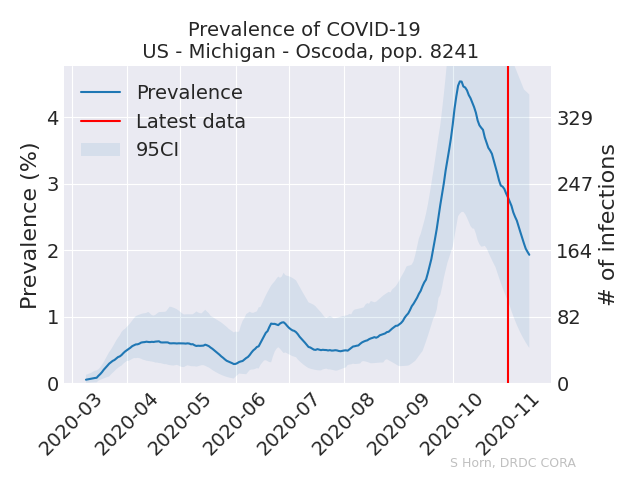 Prevalence of COVID-19
US - Michigan - Oscoda, pop. 8241
Prevalence
Latest data
95CI
Prevalence (%)
4
3
2
1
0
329
247
164
82
0
# of infections
2020-03
2020-04
2020-05
2020-06
2020-07
2020-08
2020-09
2020-10
2020-11
S Horn, DRDC CORA